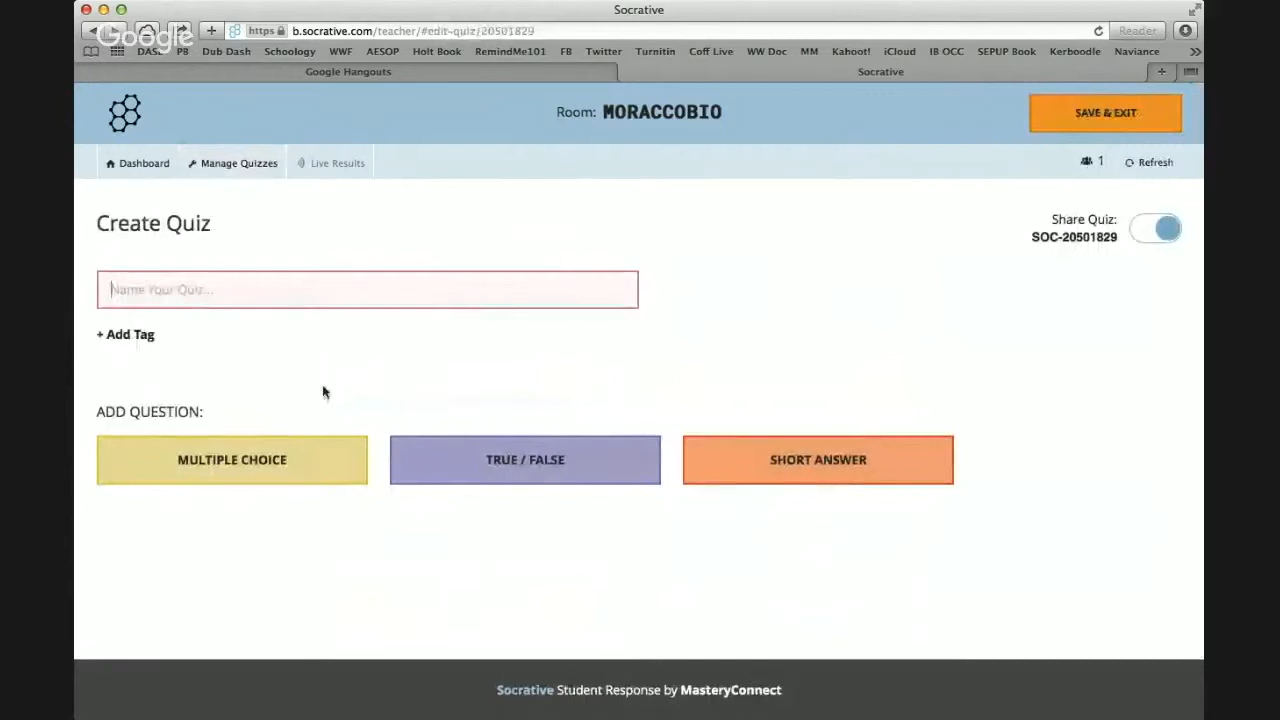 Socrative
Google
https b.socrative.com/teacher/#edit-quiz/20501829
Reader
DASL PB Dub Dash Schoology WWF AESOP Holt Book RemindME101 FB Twitter Turnitin Coff Live WW Doc MM Kahoot! iCloud IB OCC SEPUP Book Kerboodle Naviance
Google Hangouts
Socrative
Room: MORACCOBIO
SAVE & EXIT
Dashboard
Manage Quizzes
Live Results
1
Refresh
Create Quiz
Share Quiz:
SOC-20501829
Name Your Quiz...
+ Add Tag
ADD QUESTION:
MULTIPLE CHOICE
TRUE / FALSE
SHORT ANSWER
Socrative Student Response by MasteryConnect